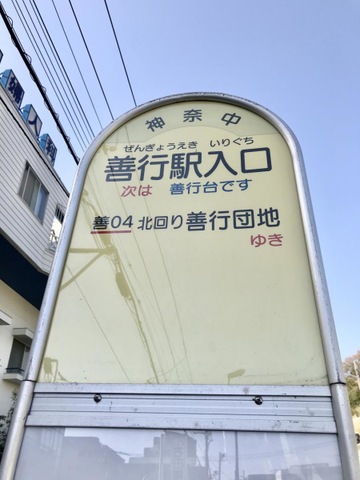 神奈中
ぜんぎょうえき いりぐち
善行駅入口
次は 善行台です
善04 北回り 善行団地
ゆき